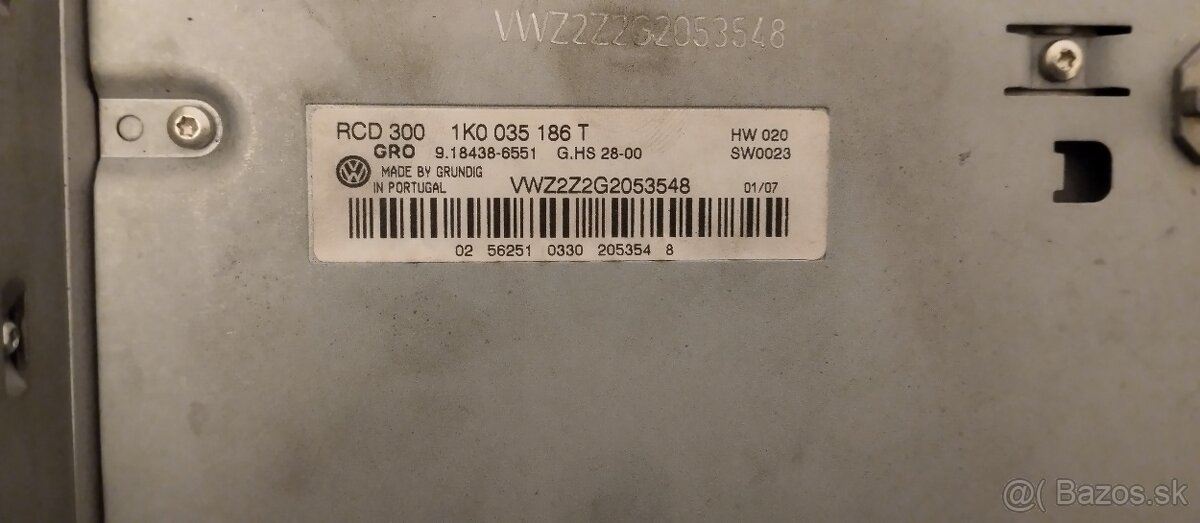 VWZ2Z2G2053548
RCD 300 1K0 035 186 T HW 020
GRO 9.18438-6551 G.HS 28-00 SW0023
MADE BY GRUNDIG
IN PORTUGAL VWZ2Z2G2053548 01/07
02 56251 0330 205354 8
@( Bazos.sk